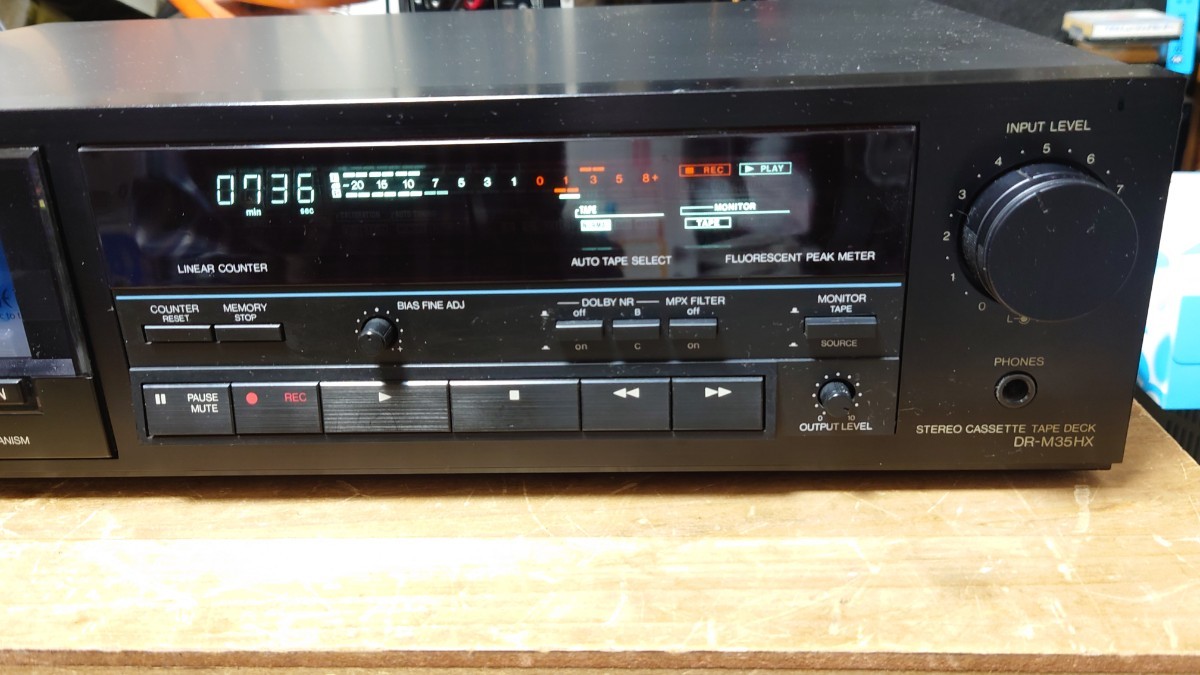 INPUT LEVEL
0 1 2 3 4 5 6 7
L
0736
min sec
-20 15 10 7 5 3 1 0 1 3 5 8+
REC PLAY
TAPE
MONITOR
TAPE
LINEAR COUNTER
AUTO TAPE SELECT
FLUORESCENT PEAK METER
COUNTER
RESET
MEMORY
STOP
BIAS FINE ADJ
- +
DOLBY NR
off B
on C
MPX FILTER
off
on
MONITOR
TAPE
SOURCE
PHONES
PAUSE
MUTE
REC
0 10
OUTPUT LEVEL
STEREO CASSETTE TAPE DECK
DR-M35HX
N
ANISM